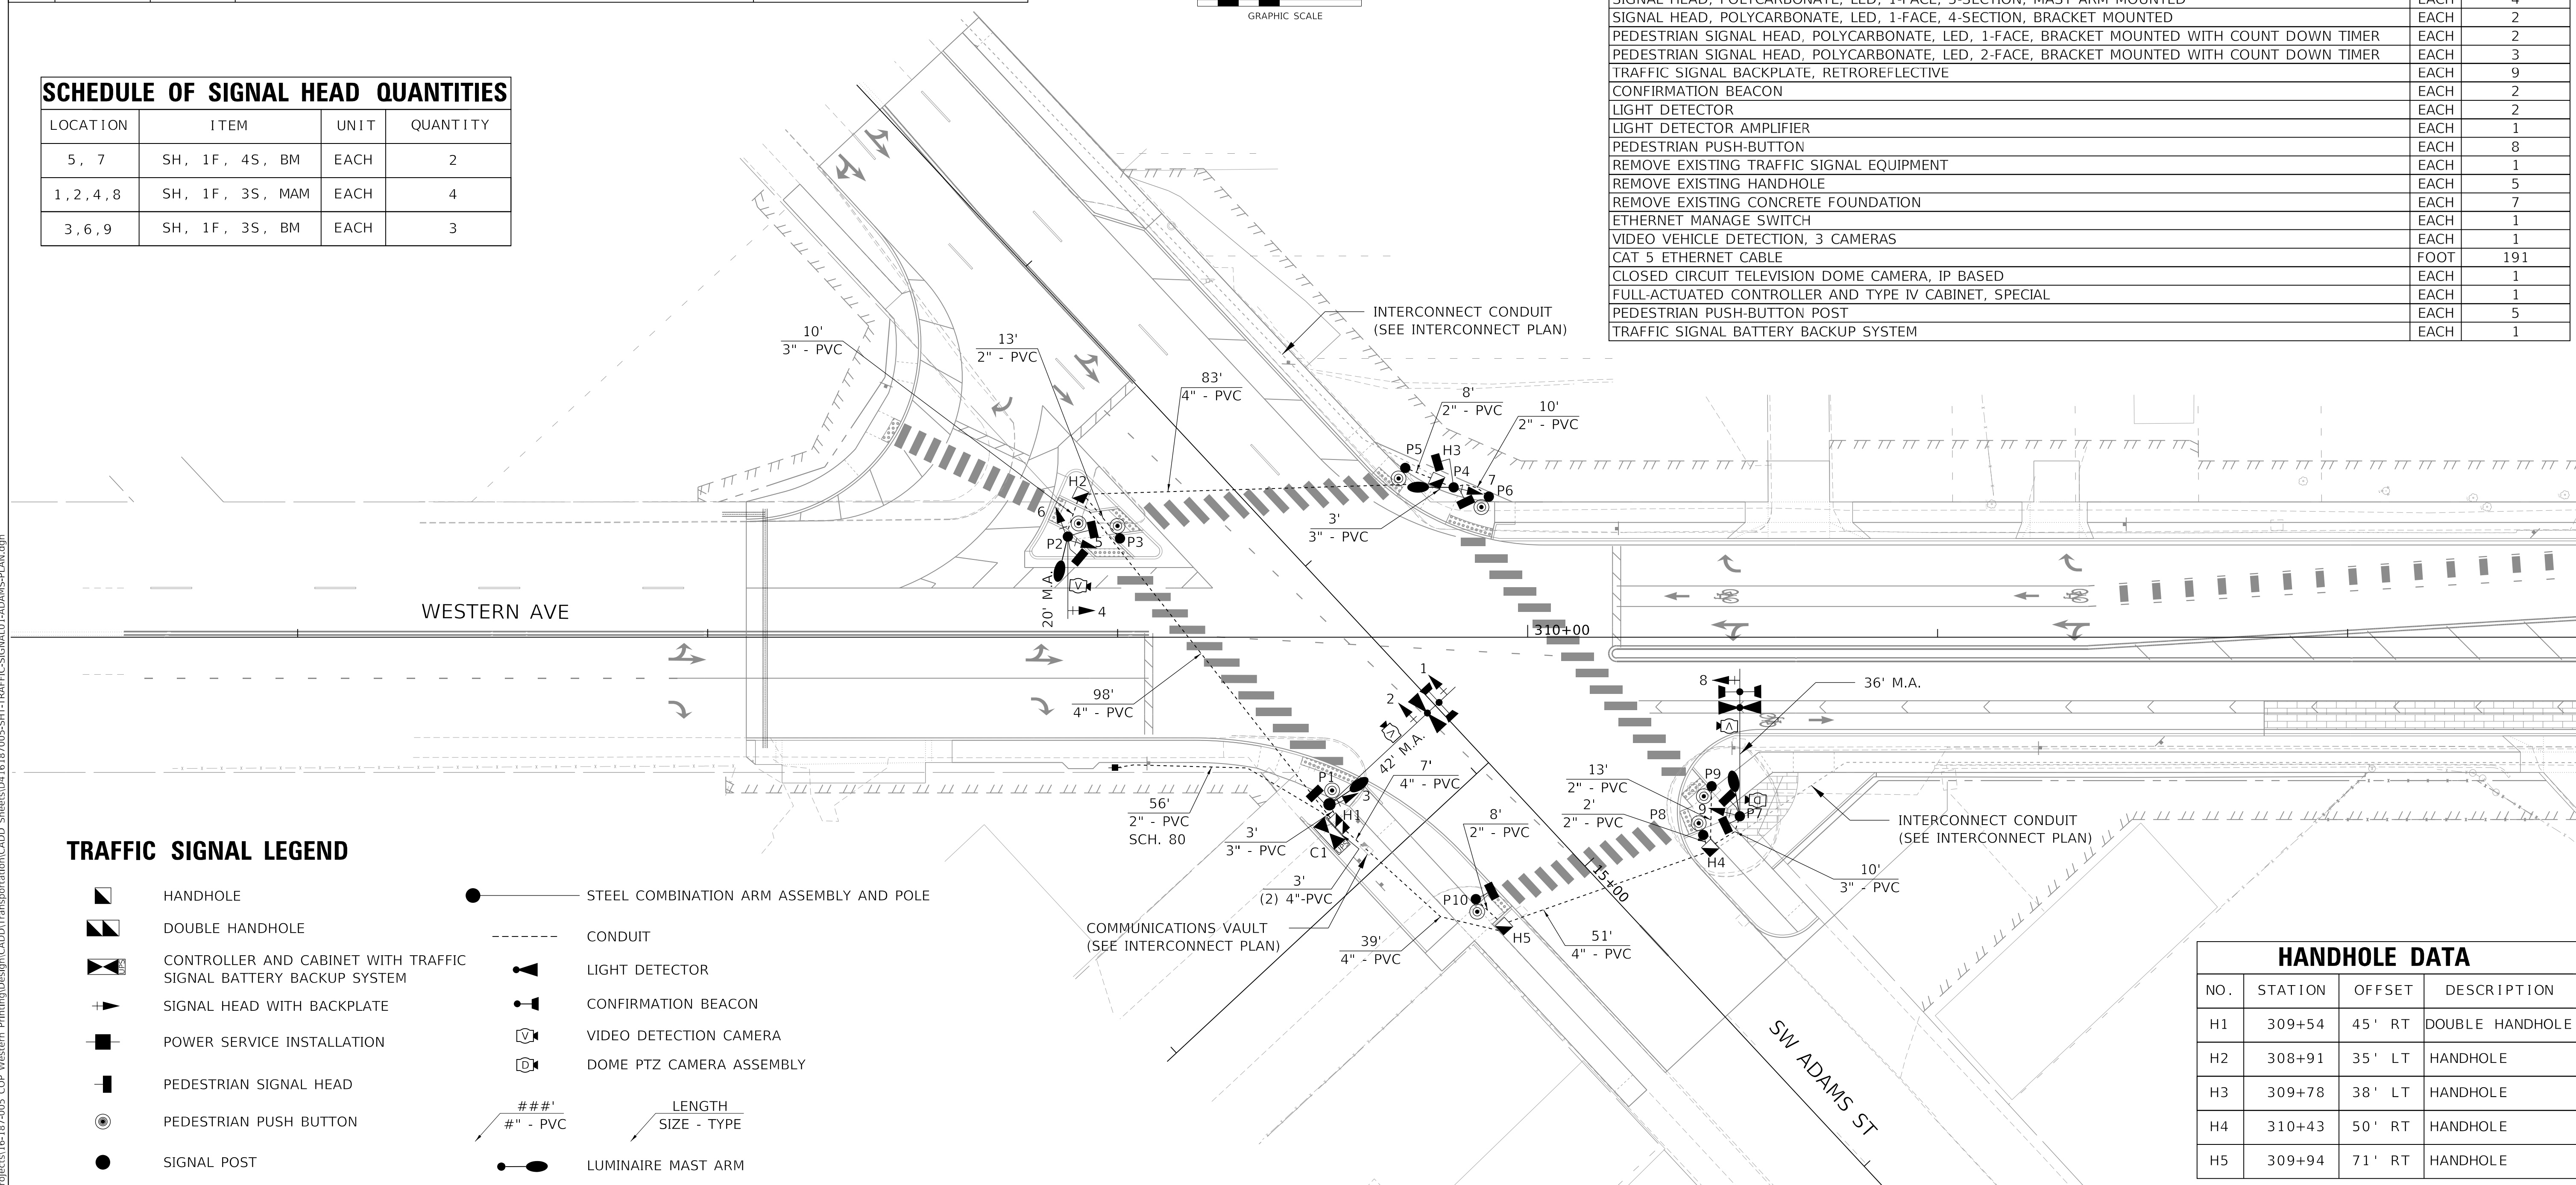 GRAPHIC SCALE
SIGNAL HEAD, POLYCARBONATE, LED, 1-FACE, 3-SECTION, MAST ARM MOUNTED EACH 4
SIGNAL HEAD, POLYCARBONATE, LED, 1-FACE, 4-SECTION, BRACKET MOUNTED EACH 2
PEDESTRIAN SIGNAL HEAD, POLYCARBONATE, LED, 1-FACE, BRACKET MOUNTED WITH COUNT DOWN TIMER EACH 2
PEDESTRIAN SIGNAL HEAD, POLYCARBONATE, LED, 2-FACE, BRACKET MOUNTED WITH COUNT DOWN TIMER EACH 3
TRAFFIC SIGNAL BACKPLATE, RETROREFLECTIVE EACH 9
CONFIRMATION BEACON EACH 2
LIGHT DETECTOR EACH 2
LIGHT DETECTOR AMPLIFIER EACH 1
PEDESTRIAN PUSH-BUTTON EACH 8
REMOVE EXISTING TRAFFIC SIGNAL EQUIPMENT EACH 1
REMOVE EXISTING HANDHOLE EACH 5
REMOVE EXISTING CONCRETE FOUNDATION EACH 7
ETHERNET MANAGE SWITCH EACH 1
VIDEO VEHICLE DETECTION, 3 CAMERAS EACH 1
CAT 5 ETHERNET CABLE FOOT 191
CLOSED CIRCUIT TELEVISION DOME CAMERA, IP BASED EACH 1
FULL-ACTUATED CONTROLLER AND TYPE IV CABINET, SPECIAL EACH 1
PEDESTRIAN PUSH-BUTTON POST EACH 5
TRAFFIC SIGNAL BATTERY BACKUP SYSTEM EACH 1
SCHEDULE OF SIGNAL HEAD QUANTITIES
LOCATION ITEM UNIT QUANTITY
5, 7 SH, 1F, 4S, BM EACH 2
1,2,4,8 SH, 1F, 3S, MAM EACH 4
3,6,9 SH, 1F, 3S, BM EACH 3
INTERCONNECT CONDUIT
(SEE INTERCONNECT PLAN)
10'
3" - PVC
13'
2" - PVC
83'
4" - PVC
8'
2" - PVC
10'
2" - PVC
P5
H3
P4
7
P6
3'
3" - PVC
H2
6
P2
5
P3
V
20' M.A.
4
WESTERN AVE
310+00
98'
4" - PVC
1
2
V
42' M.A.
8
36' M.A.
V
P1
3
H1
C1
UPS
7'
4" - PVC
56'
2" - PVC
SCH. 80
3'
3" - PVC
3'
(2) 4"-PVC
COMMUNICATIONS VAULT
(SEE INTERCONNECT PLAN)
8'
2" - PVC
P10
H5
39'
4" - PVC
51'
4" - PVC
13'
2" - PVC
2'
2" - PVC
P8
P9
9
P7
D
H4
INTERCONNECT CONDUIT
(SEE INTERCONNECT PLAN)
10'
3" - PVC
15+00
SW ADAMS ST
TRAFFIC SIGNAL LEGEND
HANDHOLE
DOUBLE HANDHOLE
UPS
CONTROLLER AND CABINET WITH TRAFFIC
SIGNAL BATTERY BACKUP SYSTEM
SIGNAL HEAD WITH BACKPLATE
POWER SERVICE INSTALLATION
PEDESTRIAN SIGNAL HEAD
PEDESTRIAN PUSH BUTTON
SIGNAL POST
STEEL COMBINATION ARM ASSEMBLY AND POLE
CONDUIT
LIGHT DETECTOR
CONFIRMATION BEACON
V VIDEO DETECTION CAMERA
D DOME PTZ CAMERA ASSEMBLY
###'
#" - PVC
LENGTH
SIZE - TYPE
LUMINAIRE MAST ARM
HANDHOLE DATA
NO. STATION OFFSET DESCRIPTION
H1 309+54 45' RT DOUBLE HANDHOLE
H2 308+91 35' LT HANDHOLE
H3 309+78 38' LT HANDHOLE
H4 310+43 50' RT HANDHOLE
H5 309+94 71' RT HANDHOLE